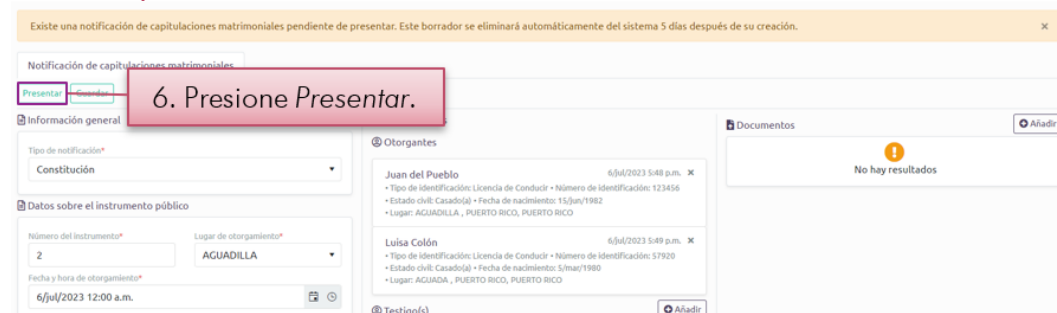 Existe una notificación de capitulaciones matrimoniales pendiente de presentar. Este borrador se eliminará automáticamente del sistema 5 días después de su creación.
Notificación de capitulaciones matrimoniales
Presentar Guardar
6. Presione Presentar.
Información general
Tipo de notificación*
Constitución
Datos sobre el instrumento público
Número del instrumento* Lugar de otorgamiento*
2 AGUADILLA
Fecha y hora de otorgamiento*
6/jul/2023 12:00 a.m.
Otorgantes
Juan del Pueblo 6/jul/2023 5:48 p.m.
• Tipo de identificación: Licencia de Conducir • Número de identificación: 123456
• Estado civil: Casado(a) • Fecha de nacimiento: 15/jun/1982
• Lugar: AGUADILLA , PUERTO RICO, PUERTO RICO
Luisa Colón 6/jul/2023 5:49 p.m.
• Tipo de identificación: Licencia de Conducir • Número de identificación: 57920
• Estado civil: Casado(a) • Fecha de nacimiento: 5/mar/1980
• Lugar: AGUADA , PUERTO RICO, PUERTO RICO
Testigo(s) Añadir
Documentos Añadir
No hay resultados